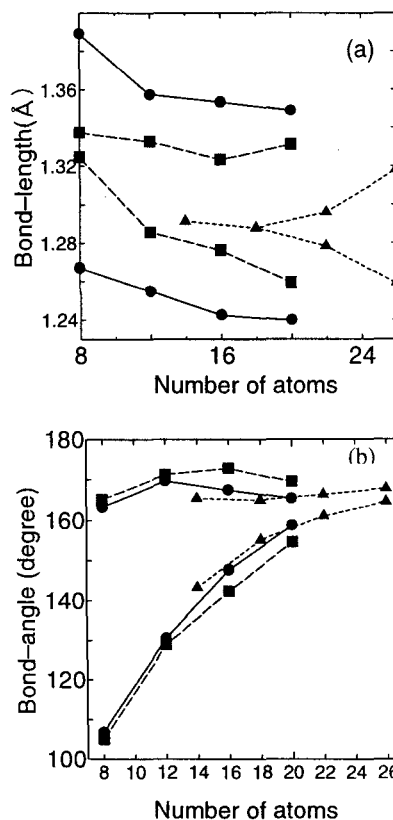 (a)
1.36
1.32
1.28
1.24
Bond-length(Å)
8
16
24
Number of atoms
(b)
180
160
140
120
100
Bond-angle (degree)
8 10 12 14 16 18 20 22 24 26
Number of atoms